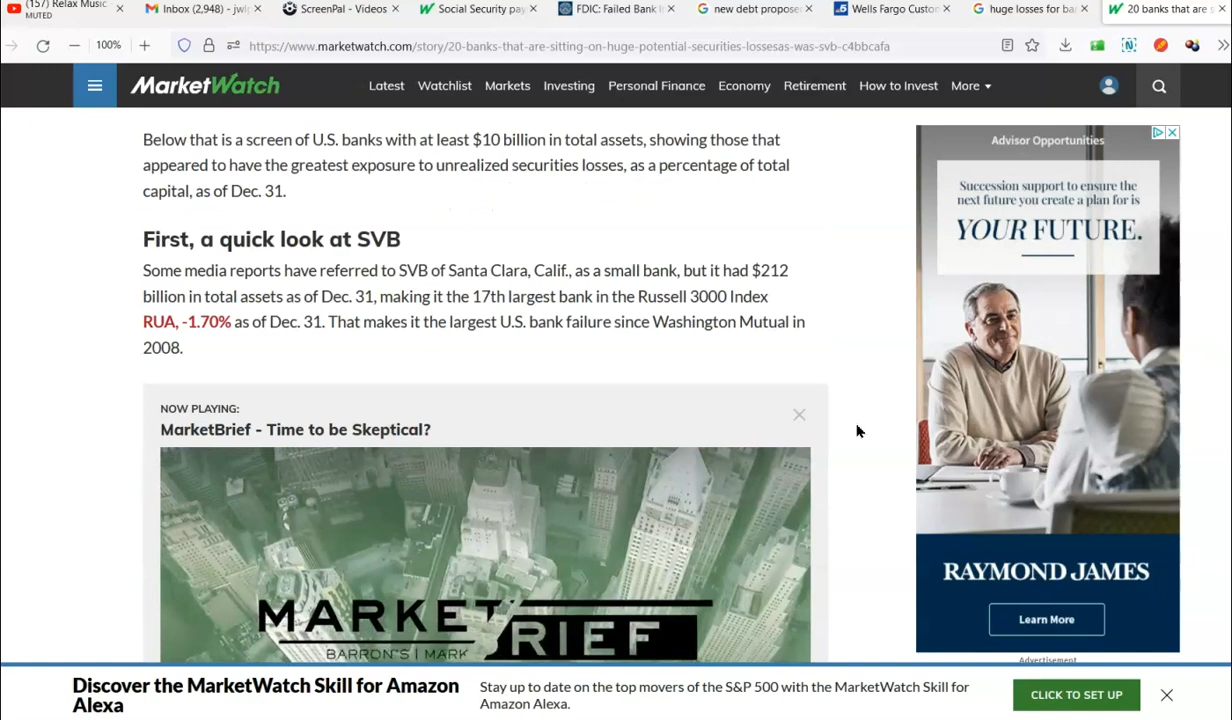 (157) Relax Music
MUTED
Inbox (2,948) - jwlp
ScreenPal - Videos
Social Security pay
FDIC: Failed Bank I
new debt propose
Wells Fargo Custom
huge losses for ba
20 banks that are s
100%
https://www.marketwatch.com/story/20-banks-that-are-sitting-on-huge-potential-securities-lossesas-was-svb-c4bbcafa
MarketWatch
Latest Watchlist Markets Investing Personal Finance Economy Retirement How to Invest More
Below that is a screen of U.S. banks with at least $10 billion in total assets, showing those that
appeared to have the greatest exposure to unrealized securities losses, as a percentage of total
capital, as of Dec. 31.
First, a quick look at SVB
Some media reports have referred to SVB of Santa Clara, Calif., as a small bank, but it had $212
billion in total assets as of Dec. 31, making it the 17th largest bank in the Russell 3000 Index
RUA, -1.70% as of Dec. 31. That makes it the largest U.S. bank failure since Washington Mutual in
2008.
NOW PLAYING:
MarketBrief - Time to be Skeptical?
MARKET
BRIEF
BARRON'S | MARK
Advisor Opportunities
Succession support to ensure the
next future you create a plan for is
YOUR FUTURE.
RAYMOND JAMES
Learn More
Advertisement
Discover the MarketWatch Skill for Amazon
Alexa
Stay up to date on the top movers of the S&P 500 with the MarketWatch Skill for
Amazon Alexa.
CLICK TO SET UP